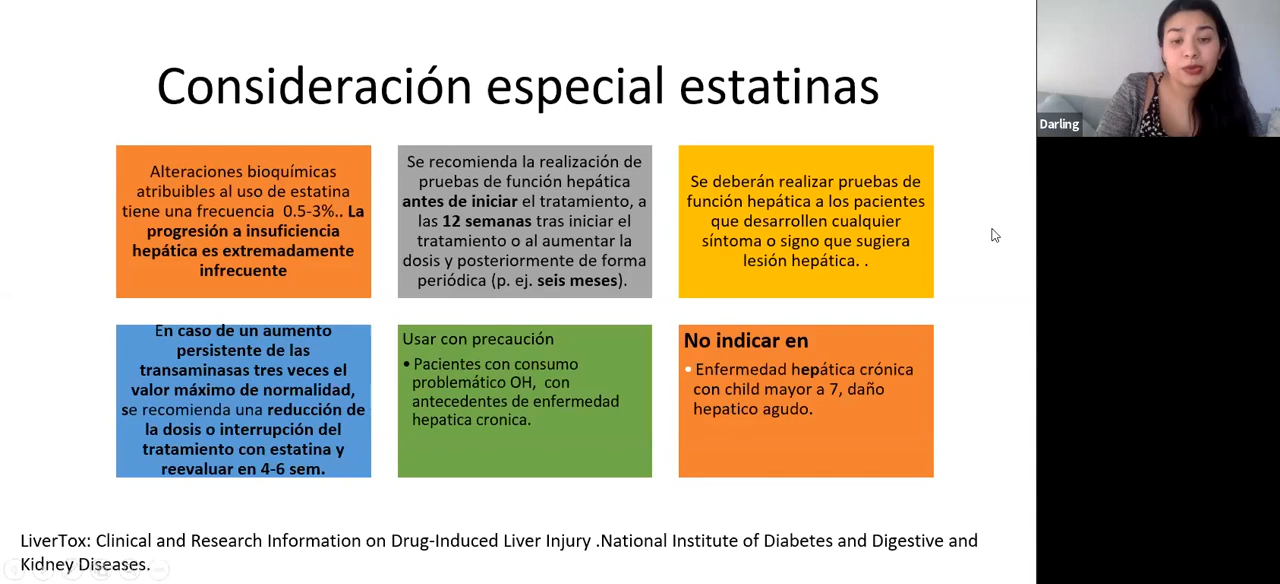 Consideración especial estatinas
Alteraciones bioquímicas
atribuibles al uso de estatina
tiene una frecuencia  0.5-3%.. La
progresión a insuficiencia
hepática es extremadamente
infrecuente
Se recomienda la realización de
pruebas de función hepática
antes de iniciar el tratamiento, a
las 12 semanas tras iniciar el
tratamiento o al aumentar la
dosis y posteriormente de forma
periódica (p. ej. seis meses).
Se deberán realizar pruebas de
función hepática a los pacientes
que desarrollen cualquier
síntoma o signo que sugiera
lesión hepática. .
En caso de un aumento
persistente de las
transaminasas tres veces el
valor máximo de normalidad,
se recomienda una reducción de
la dosis o interrupción del
tratamiento con estatina y
reevaluar en 4-6 sem.
Usar con precaución
• Pacientes con consumo
problemático OH,  con
antecedentes de enfermedad
hepatica cronica.
No indicar en
• Enfermedad hepática crónica
con child mayor a 7, daño
hepatico agudo.
LiverTox: Clinical and Research Information on Drug-Induced Liver Injury .National Institute of Diabetes and Digestive and
Kidney Diseases.
Darling